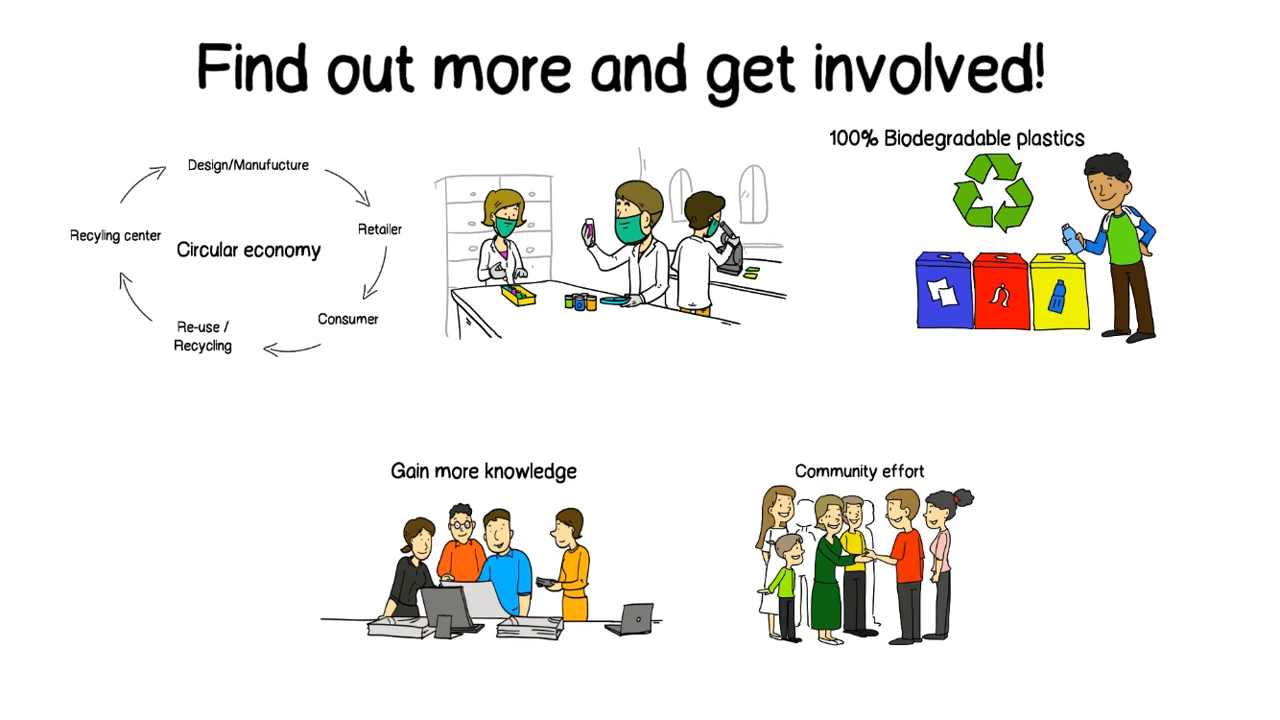 Find out more and get involved!
100% Biodegradable plastics
Design/Manufucture
Retailer
Recyling center
Circular economy
Consumer
Re-use /
Recycling
Gain more knowledge
Community effort